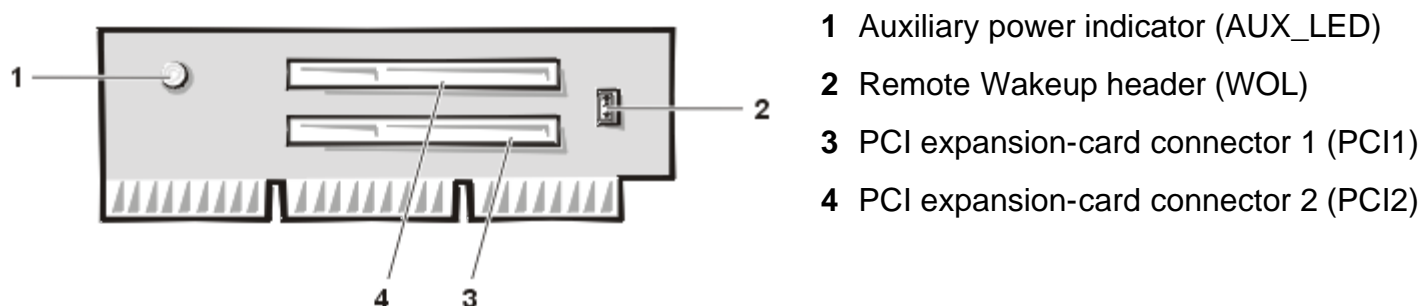 1
2
4
3
1 Auxiliary power indicator (AUX_LED)
2 Remote Wakeup header (WOL)
3 PCI expansion-card connector 1 (PCI1)
4 PCI expansion-card connector 2 (PCI2)